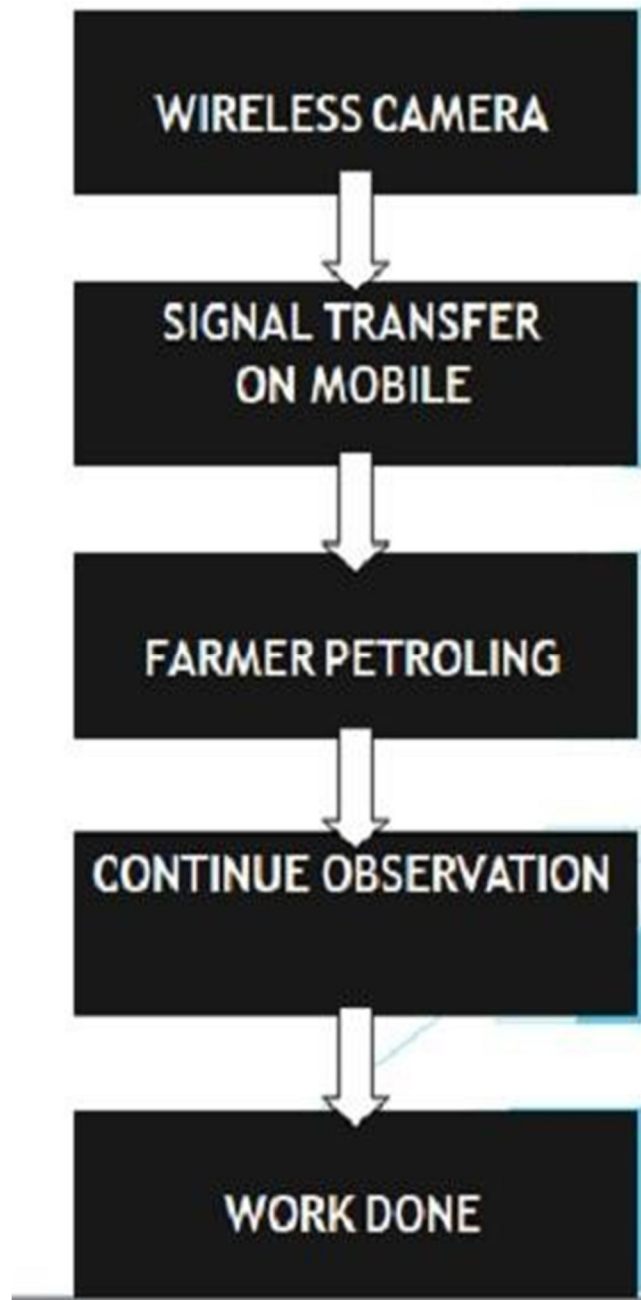 WIRELESS CAMERA
SIGNAL TRANSFER
ON MOBILE
FARMER PETROLING
CONTINUE OBSERVATION
WORK DONE